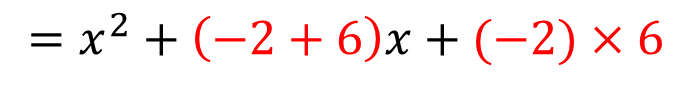 = x² + (−2 + 6)x + (−2) × 6